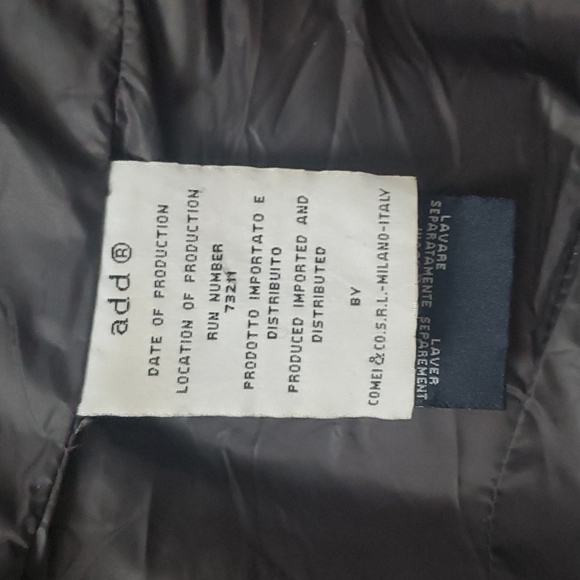 add ®
DATE OF PRODUCTION
LOCATION OF PRODUCTION
RUN NUMBER
73211
PRODOTTO IMPORTATO E
DISTRIBUITO
PRODUCED IMPORTED AND
DISTRIBUTED
BY
COMEI & CO.S.R.L.-MILANO-ITALY
LAVARE
SEPARATAMENTE
LAVER
SEPAREMENT